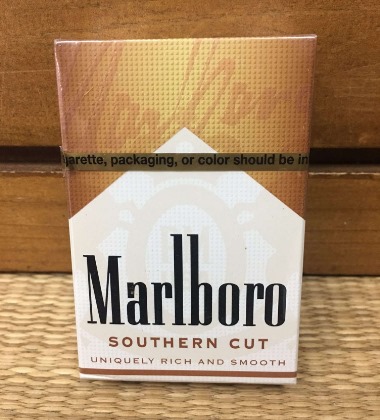 arette, packaging, or color should be in
Marlboro
SOUTHERN CUT
UNIQUELY RICH AND SMOOTH